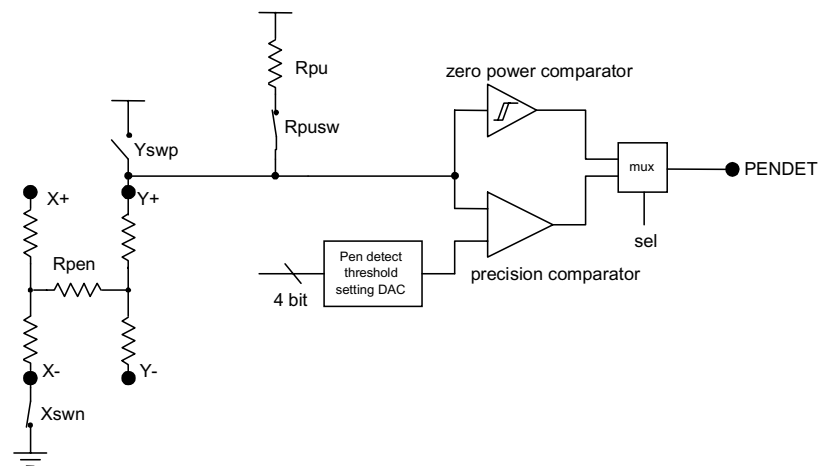 Rpu
zero power comparator
Rpusw
Yswp
mux
PENDET
X+
Y+
sel
Rpen
Pen detect
threshold
setting DAC
precision comparator
4 bit
X-
Y-
Xswn